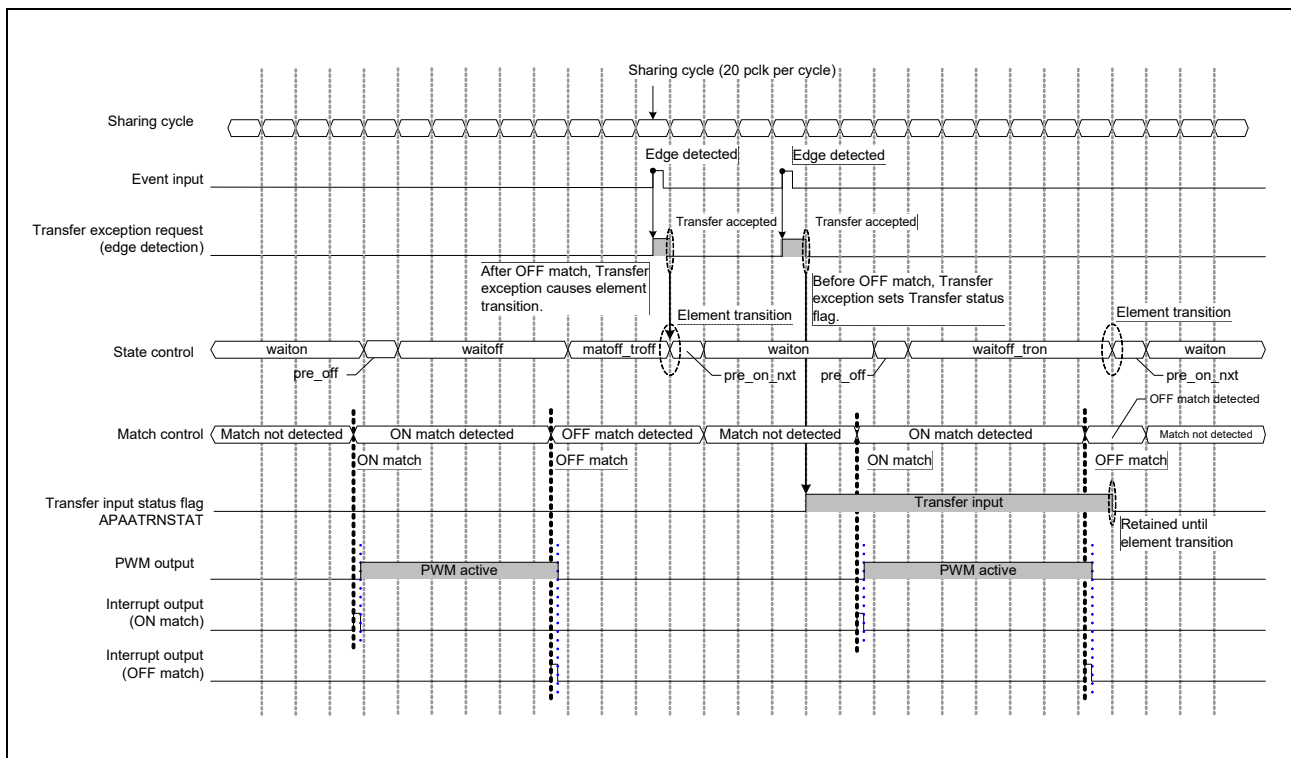 Sharing cycle (20 pclk per cycle)
Sharing cycle
Edge detected
Edge detected
Event input
Transfer exception request
(edge detection)
Transfer accepted
Transfer accepted
After OFF match, Transfer
exception causes element
transition.
Before OFF match, Transfer
exception sets Transfer status
flag.
Element transition
Element transition
State control
waiton
waitoff
matoff_troff
waiton
waitoff_tron
waiton
pre_off
pre_on_nxt
pre_off
pre_on_nxt
OFF match detected
Match control
Match not detected
ON match detected
OFF match detected
Match not detected
ON match detected
Match not detected
ON match
OFF match
ON match
OFF match
Transfer input status flag
APAATRNSTAT
Transfer input
Retained until
element transition
PWM output
PWM active
PWM active
Interrupt output
(ON match)
Interrupt output
(OFF match)